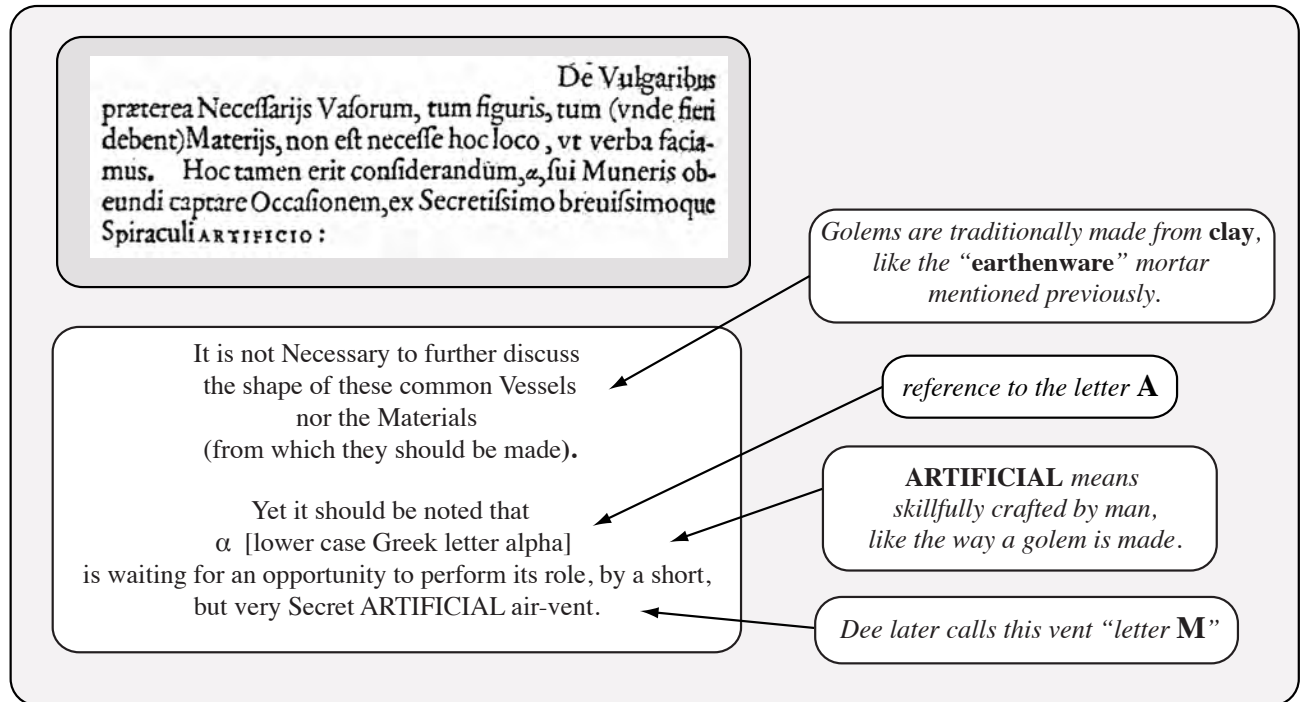 De Vulgaribus
præterea Neceſſarijs Vaſorum, tum figuris, tum (vnde fieri
debent)Materijs, non eſt neceſſe hoc loco, vt verba facia-
mus. Hoc tamen erit conſiderandum, α, ſui Muneris ob-
eundi captare Occaſionem, ex Secretiſsimo breuiſsimoque
Spiraculi ARTIFICIO:
It is not Necessary to further discuss
the shape of these common Vessels
nor the Materials
(from which they should be made).
Yet it should be noted that
α [lower case Greek letter alpha]
is waiting for an opportunity to perform its role, by a short,
but very Secret ARTIFICIAL air-vent.
Golems are traditionally made from clay,
like the “earthenware” mortar
mentioned previously.
reference to the letter A
ARTIFICIAL means
skillfully crafted by man,
like the way a golem is made.
Dee later calls this vent “letter M”